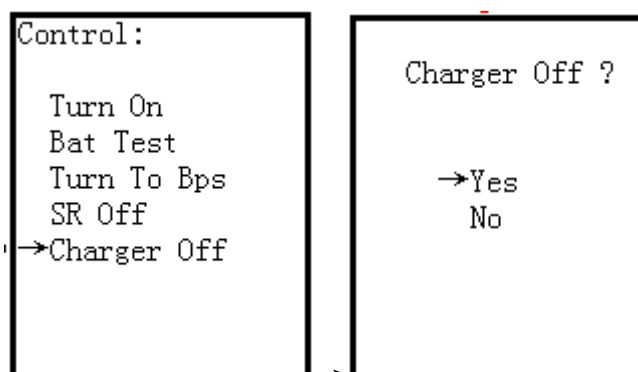 Control:
Turn On
Bat Test
Turn To Bps
SR Off
→Charger Off
Charger Off ?
→Yes
No